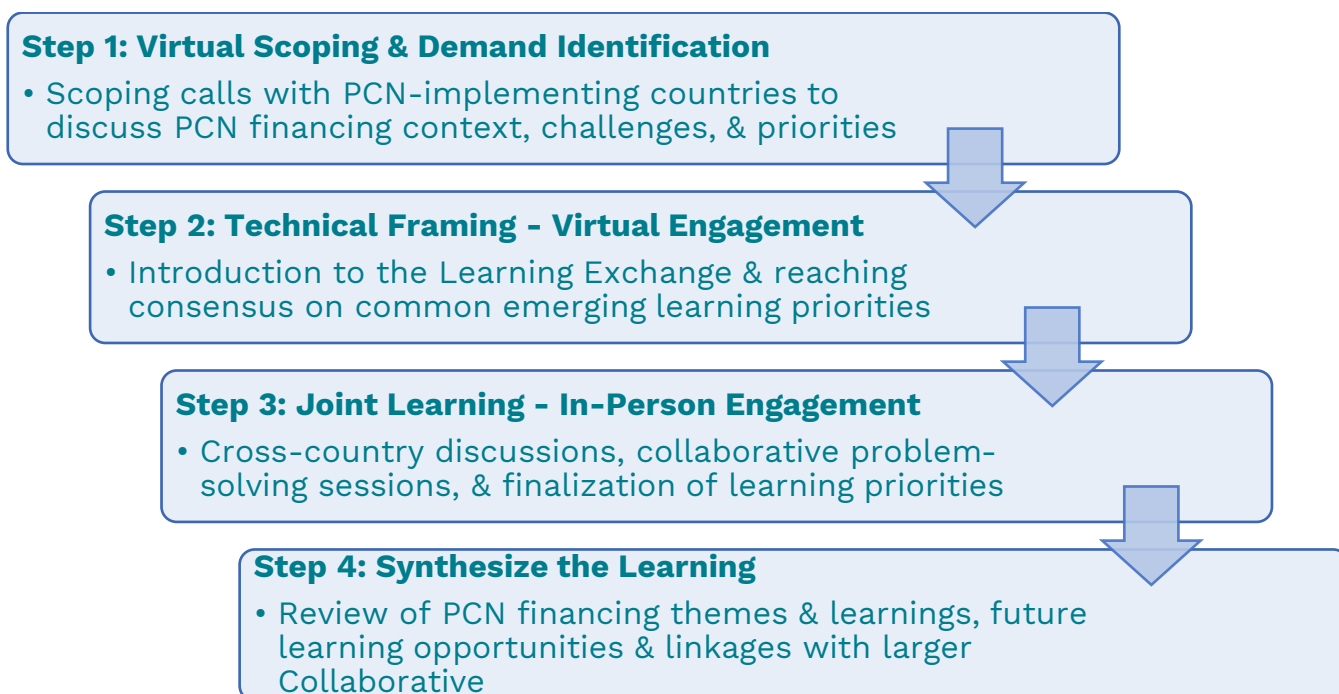 Step 1: Virtual Scoping & Demand Identification
• Scoping calls with PCN-implementing countries to
discuss PCN financing context, challenges, & priorities
Step 2: Technical Framing - Virtual Engagement
• Introduction to the Learning Exchange & reaching
consensus on common emerging learning priorities
Step 3: Joint Learning - In-Person Engagement
• Cross-country discussions, collaborative problem-
solving sessions, & finalization of learning priorities
Step 4: Synthesize the Learning
• Review of PCN financing themes & learnings, future
learning opportunities & linkages with larger
Collaborative